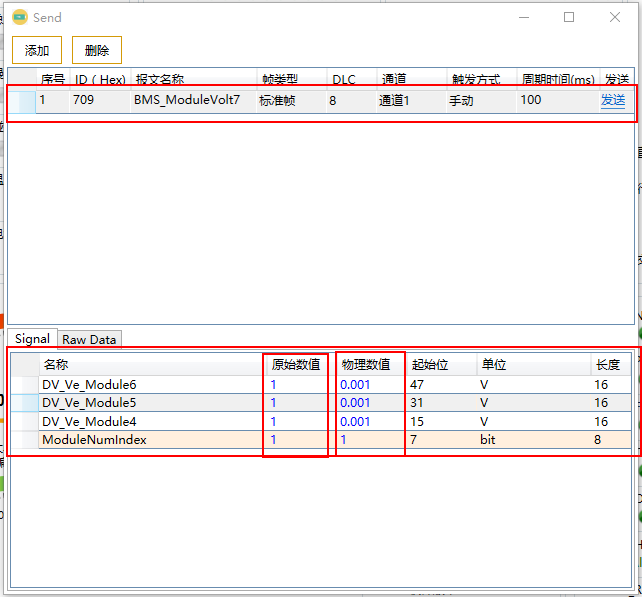 Send
添加 删除
序号 ID ( Hex) 报文名称 帧类型 DLC 通道 触发方式 周期时间(ms) 发送
1 709 BMS_ModuleVolt7 标准帧 8 通道1 手动 100 发送
Signal Raw Data
名称 原始数值 物理数值 起始位 单位 长度
DV_Ve_Module6 1 0.001 47 V 16
DV_Ve_Module5 1 0.001 31 V 16
DV_Ve_Module4 1 0.001 15 V 16
ModuleNumIndex 1 1 7 bit 8